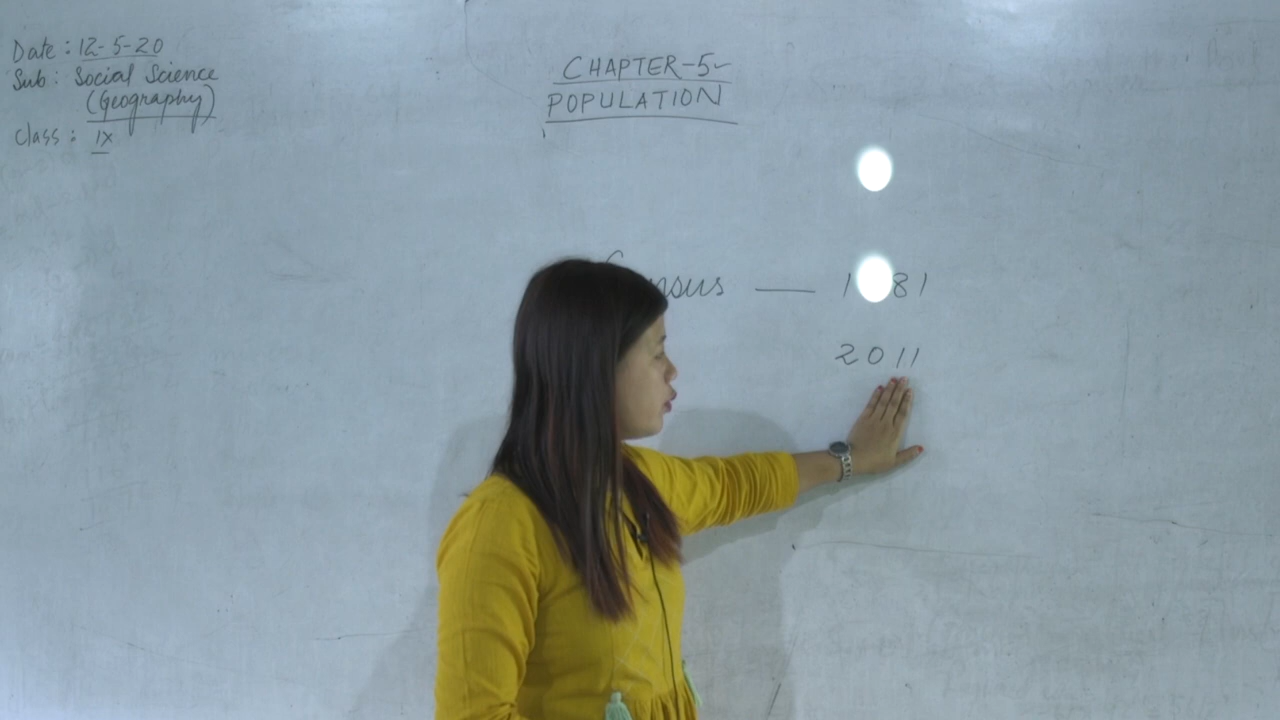 Date : 12-5-20
Sub : Social Science
(Geography)
Class : IX
CHAPTER-5
POPULATION
—
2011